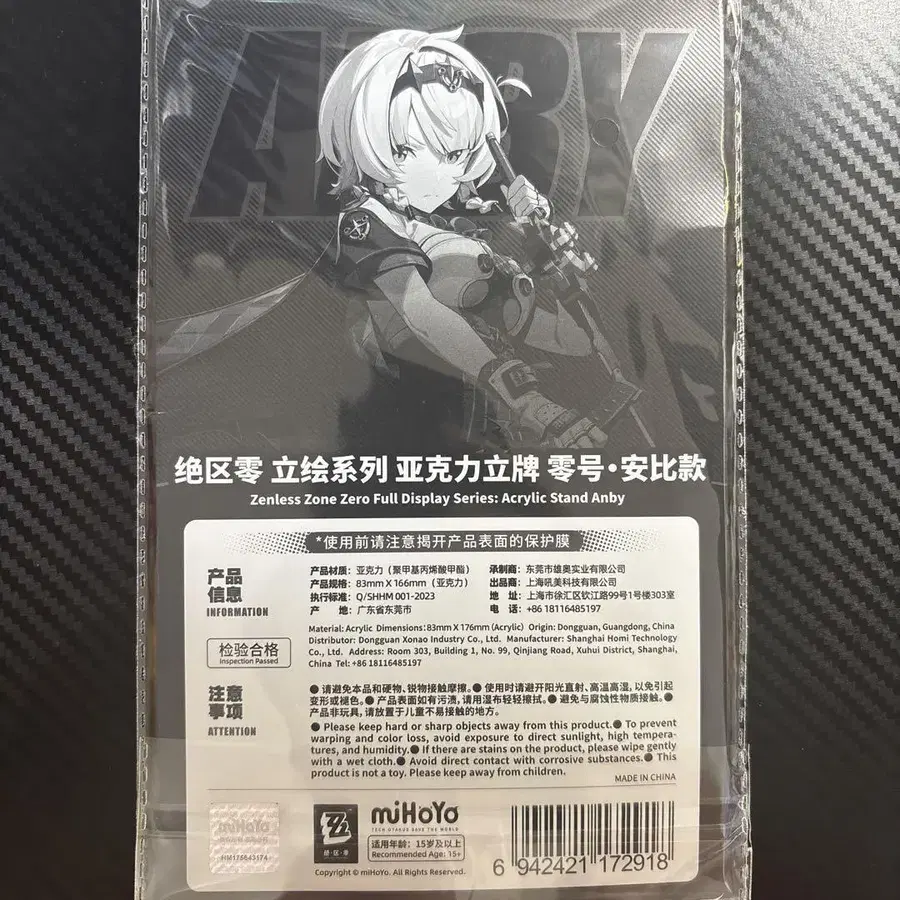 ANBY
绝区零 立绘系列 亚克力立牌 零号·安比款
Zenless Zone Zero Full Display Series: Acrylic Stand Anby
*使用前请注意揭开产品表面的保护膜
产品
信息
INFORMATION
检验合格
Inspection Passed
产品材质：亚克力（聚甲基丙烯酸甲酯）
产品规格：83mm X 166mm（亚克力）
执行标准：Q/SHHM 001-2023
产 地：广东省东莞市
承制商：东莞市雄奥实业有限公司
出品商：上海吼美科技有限公司
地 址：上海市徐汇区钦江路99号1号楼303室
电 话：+86 18116485197
Material: Acrylic Dimensions:83mm X 176mm (Acrylic) Origin: Dongguan, Guangdong, China
Distributor: Dongguan Xonao Industry Co., Ltd. Manufacturer: Shanghai Homi Technology
Co., Ltd. Address: Room 303, Building 1, No. 99, Qinjiang Road, Xuhui District, Shanghai,
China Tel: +86 18116485197
注意
事项
ATTENTION
●请避免本品和硬物、锐物接触摩擦。●使用时请避开阳光直射、高温高湿，以免引起
变形或褪色。●产品表面如有污渍，请用湿布轻轻擦拭。●避免与腐蚀性物质接触。●
产品非玩具，请放置于儿童不易接触的地方。
● Please keep hard or sharp objects away from this product.● To prevent
warping and color loss, avoid exposure to direct sunlight, high tempera-
tures, and humidity.● If there are stains on the product, please wipe gently
with a wet cloth.● Avoid direct contact with corrosive substances.● This
product is not a toy. Please keep away from children.
MADE IN CHINA
miHoYo
HM178643174
绝·区·零
miHoYo
TECH OTAKUS SAVE THE WORLD
适用年龄：15岁及以上
Recommended Age: 15+
Copyright © miHoYo. All Rights Reserved.
6 942421 172918